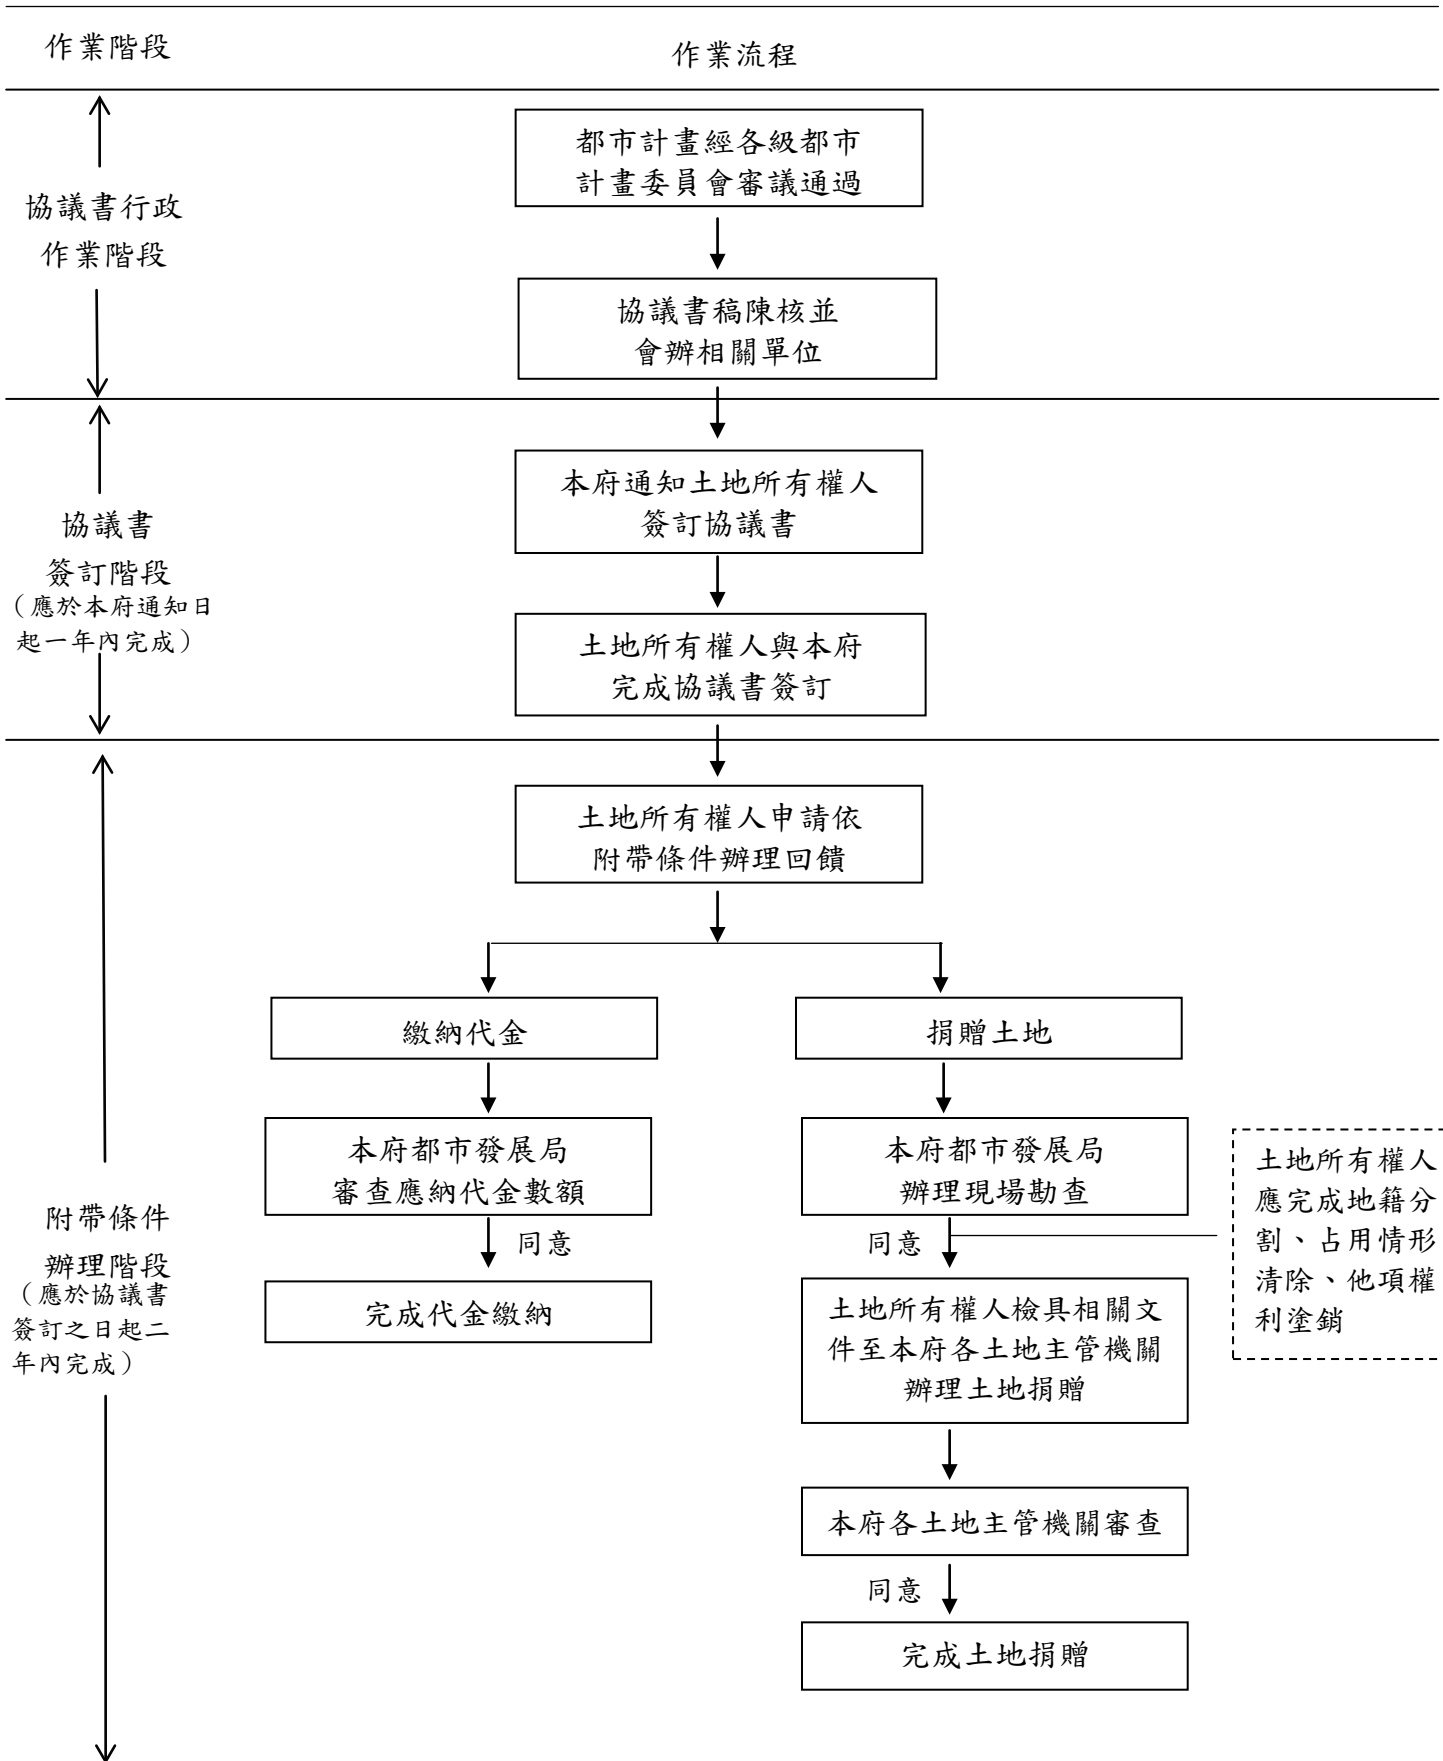 作業階段
作業流程
都市計畫經各級都市
計畫委員會審議通過
協議書行政
作業階段
協議書稿陳核並
會辦相關單位
本府通知土地所有權人
簽訂協議書
協議書
簽訂階段
（應於本府通知日
起一年內完成）
土地所有權人與本府
完成協議書簽訂
土地所有權人申請依
附帶條件辦理回饋
繳納代金
捐贈土地
本府都市發展局
審查應納代金數額
本府都市發展局
辦理現場勘查
土地所有權人
應完成地籍分
割、占用情形
清除、他項權
利塗銷
附帶條件
辦理階段
（應於協議書
簽訂之日起二
年內完成）
同意
同意
完成代金繳納
土地所有權人檢具相關文
件至本府各土地主管機關
辦理土地捐贈
本府各土地主管機關審查
同意
完成土地捐贈